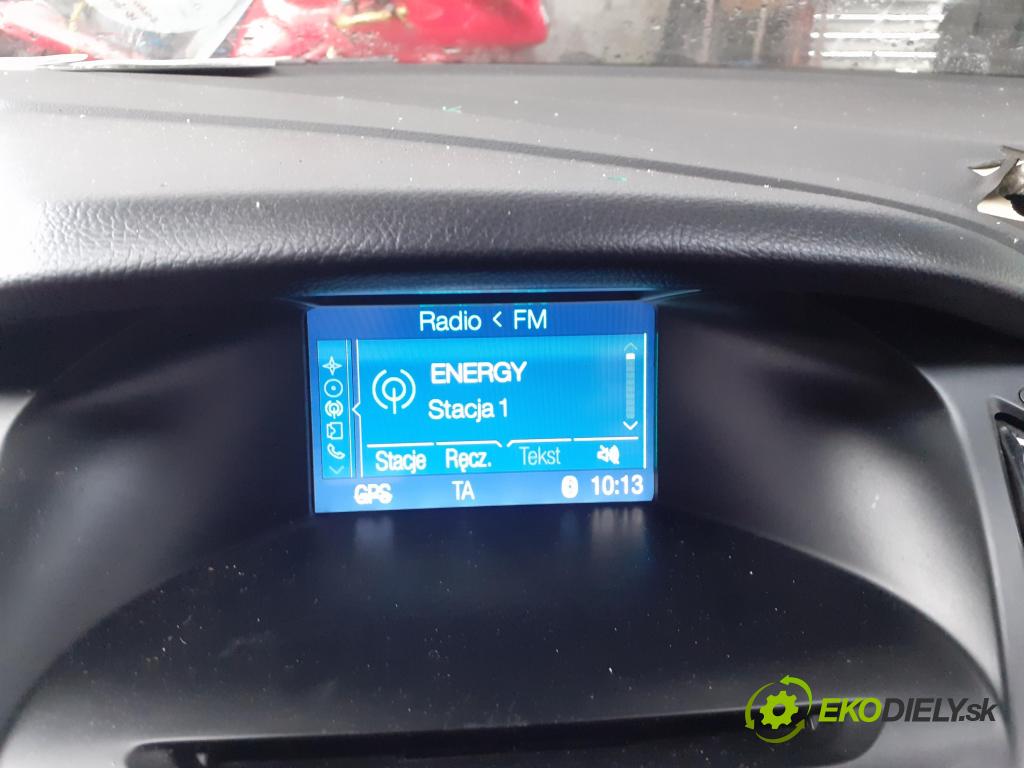 Radio < FM
ENERGY
Stacja 1
Stacje Ręcz. Tekst
GPS TA 10:13
EKODIELY.sk